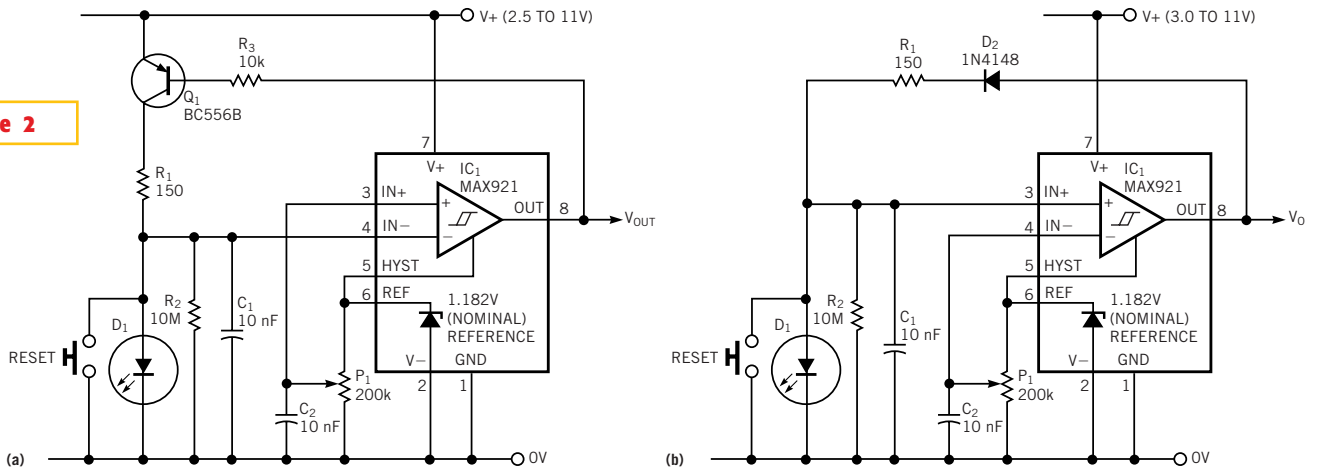 e 2
V+ (2.5 TO 11V)
R3
10k
Q1
BC556B
R1
150
7
V+
IC1
MAX921
3
IN+
+
OUT
8
VOUT
4
IN−
−
5
HYST
6
REF
1.182V
(NOMINAL)
REFERENCE
R2
10M
C1
10 nF
D1
RESET
V−
GND
P1
200k
2
1
C2
10 nF
(a)
0V
V+ (3.0 TO 11V)
R1
150
D2
1N4148
7
V+
IC1
MAX921
3
IN+
+
OUT
8
VO
4
IN−
−
5
HYST
6
REF
1.182V
(NOMINAL)
REFERENCE
R2
10M
C1
10 nF
D1
RESET
V−
GND
P1
200k
2
1
C2
10 nF
(b)
0V